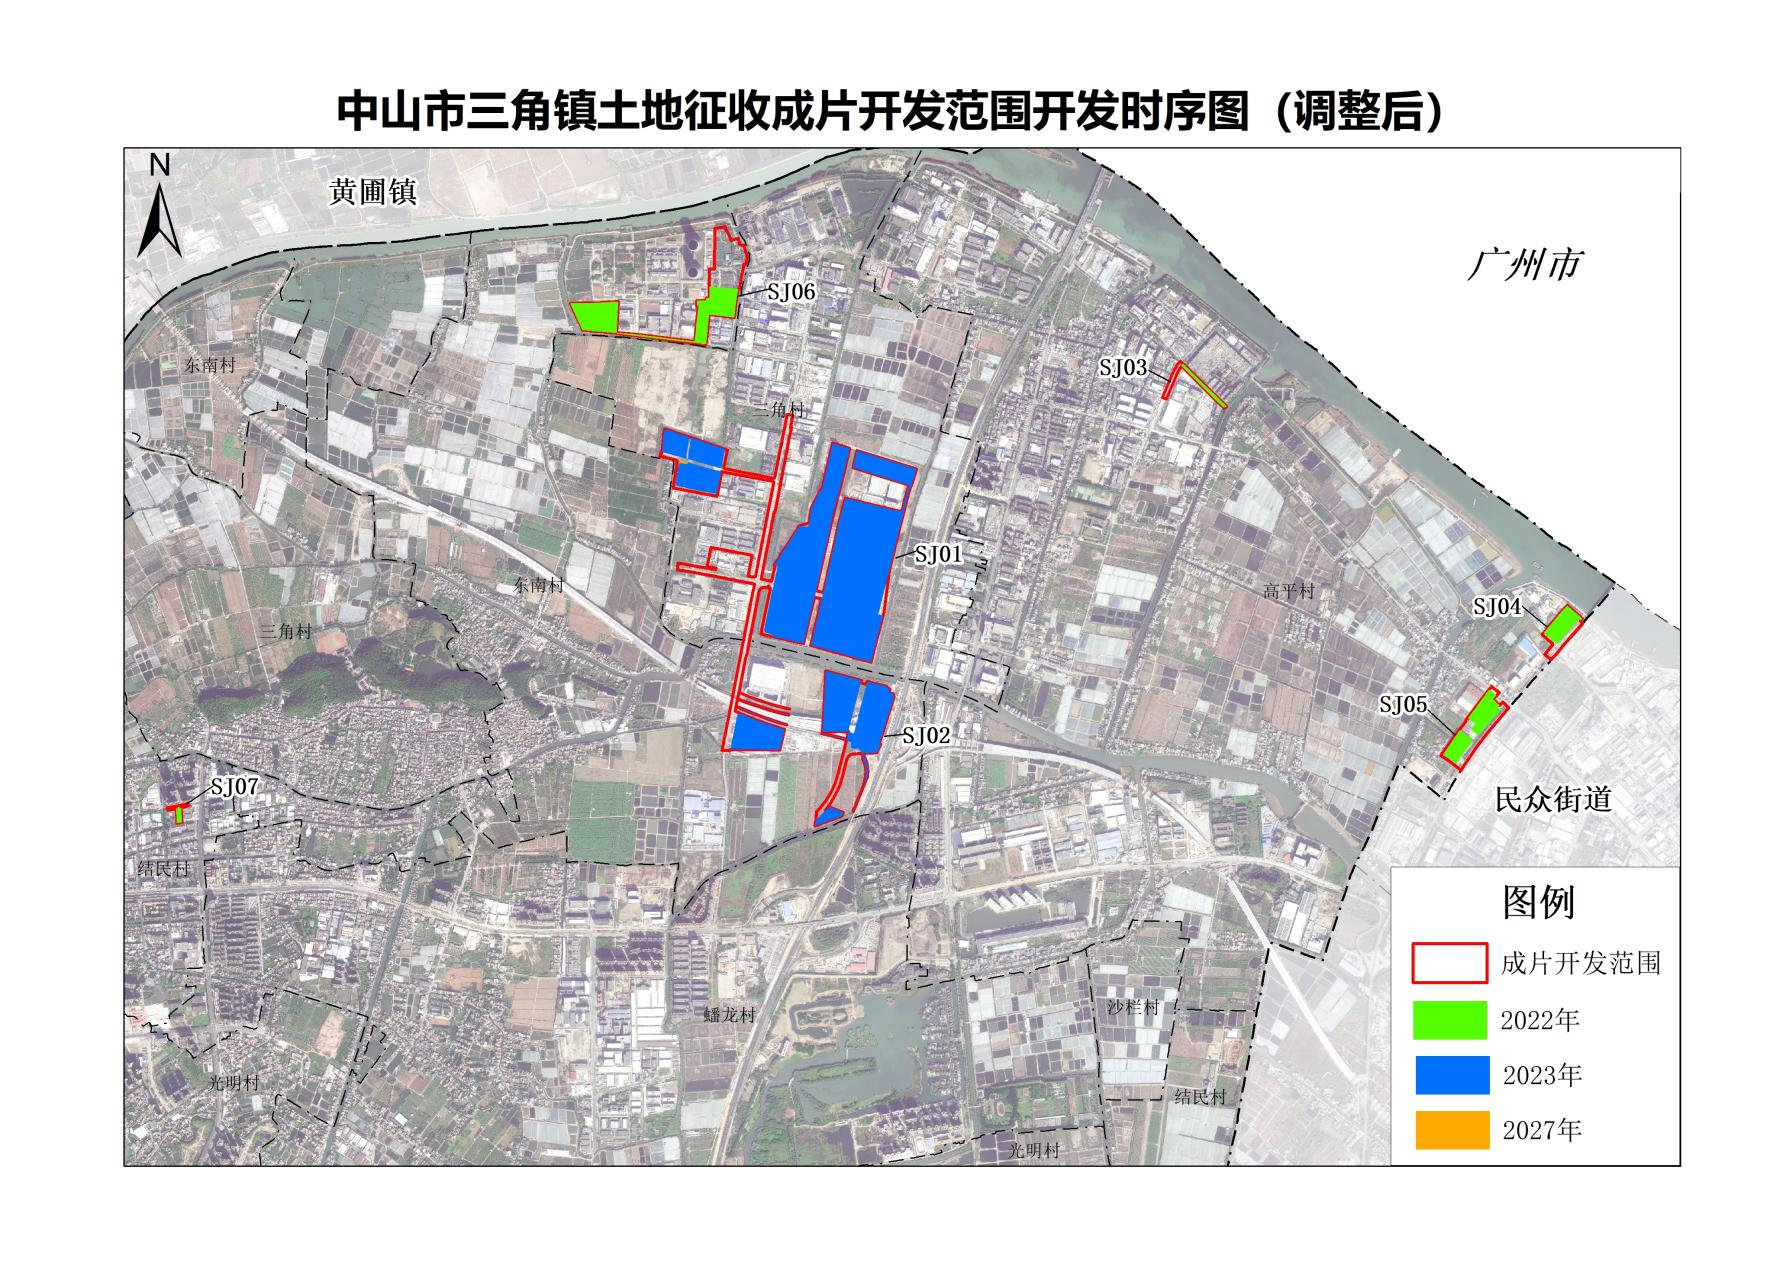 中山市三角镇土地征收成片开发范围开发时序图（调整后）
N
黄圃镇
广州市
SJ06
东南村
SJ03
三角村
SJ01
东南村
高平村
SJ04
三角村
SJ05
SJ02
SJ07
民众街道
结民村
图例
成片开发范围
2022年
2023年
2027年
蟠龙村
沙栏村
光明村
结民村
光明村